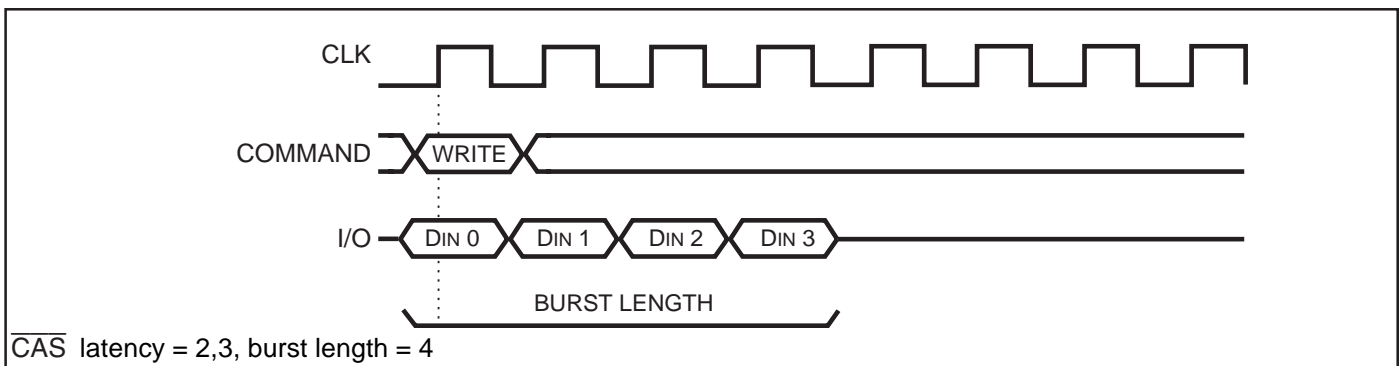 CLK
COMMAND WRITE
I/O DIN 0 DIN 1 DIN 2 DIN 3
BURST LENGTH
CAS latency = 2,3, burst length = 4